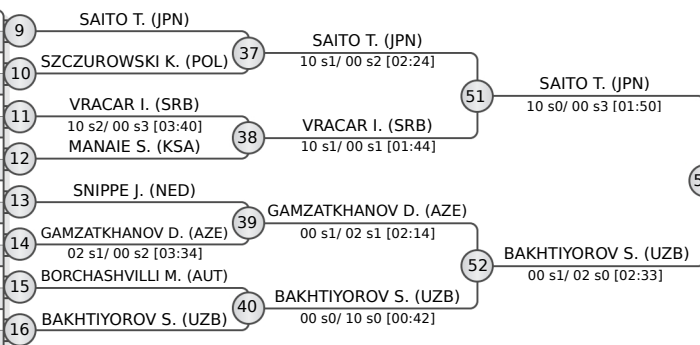 9
SAITO T. (JPN)
10
SZCZUROWSKI K. (POL)
37
SAITO T. (JPN)
10 s1/ 00 s2 [02:24]
11
VRACAR I. (SRB)
10 s2/ 00 s3 [03:40]
12
MANAIE S. (KSA)
38
VRACAR I. (SRB)
10 s1/ 00 s1 [01:44]
51
SAITO T. (JPN)
10 s0/ 00 s3 [01:50]
13
SNIPPE J. (NED)
14
GAMZATKHANOV D. (AZE)
02 s1/ 00 s2 [03:34]
39
GAMZATKHANOV D. (AZE)
00 s1/ 02 s1 [02:14]
15
BORCHASHVILLI M. (AUT)
16
BAKHTIYOROV S. (UZB)
40
BAKHTIYOROV S. (UZB)
00 s0/ 10 s0 [00:42]
52
BAKHTIYOROV S. (UZB)
00 s1/ 02 s0 [02:33]